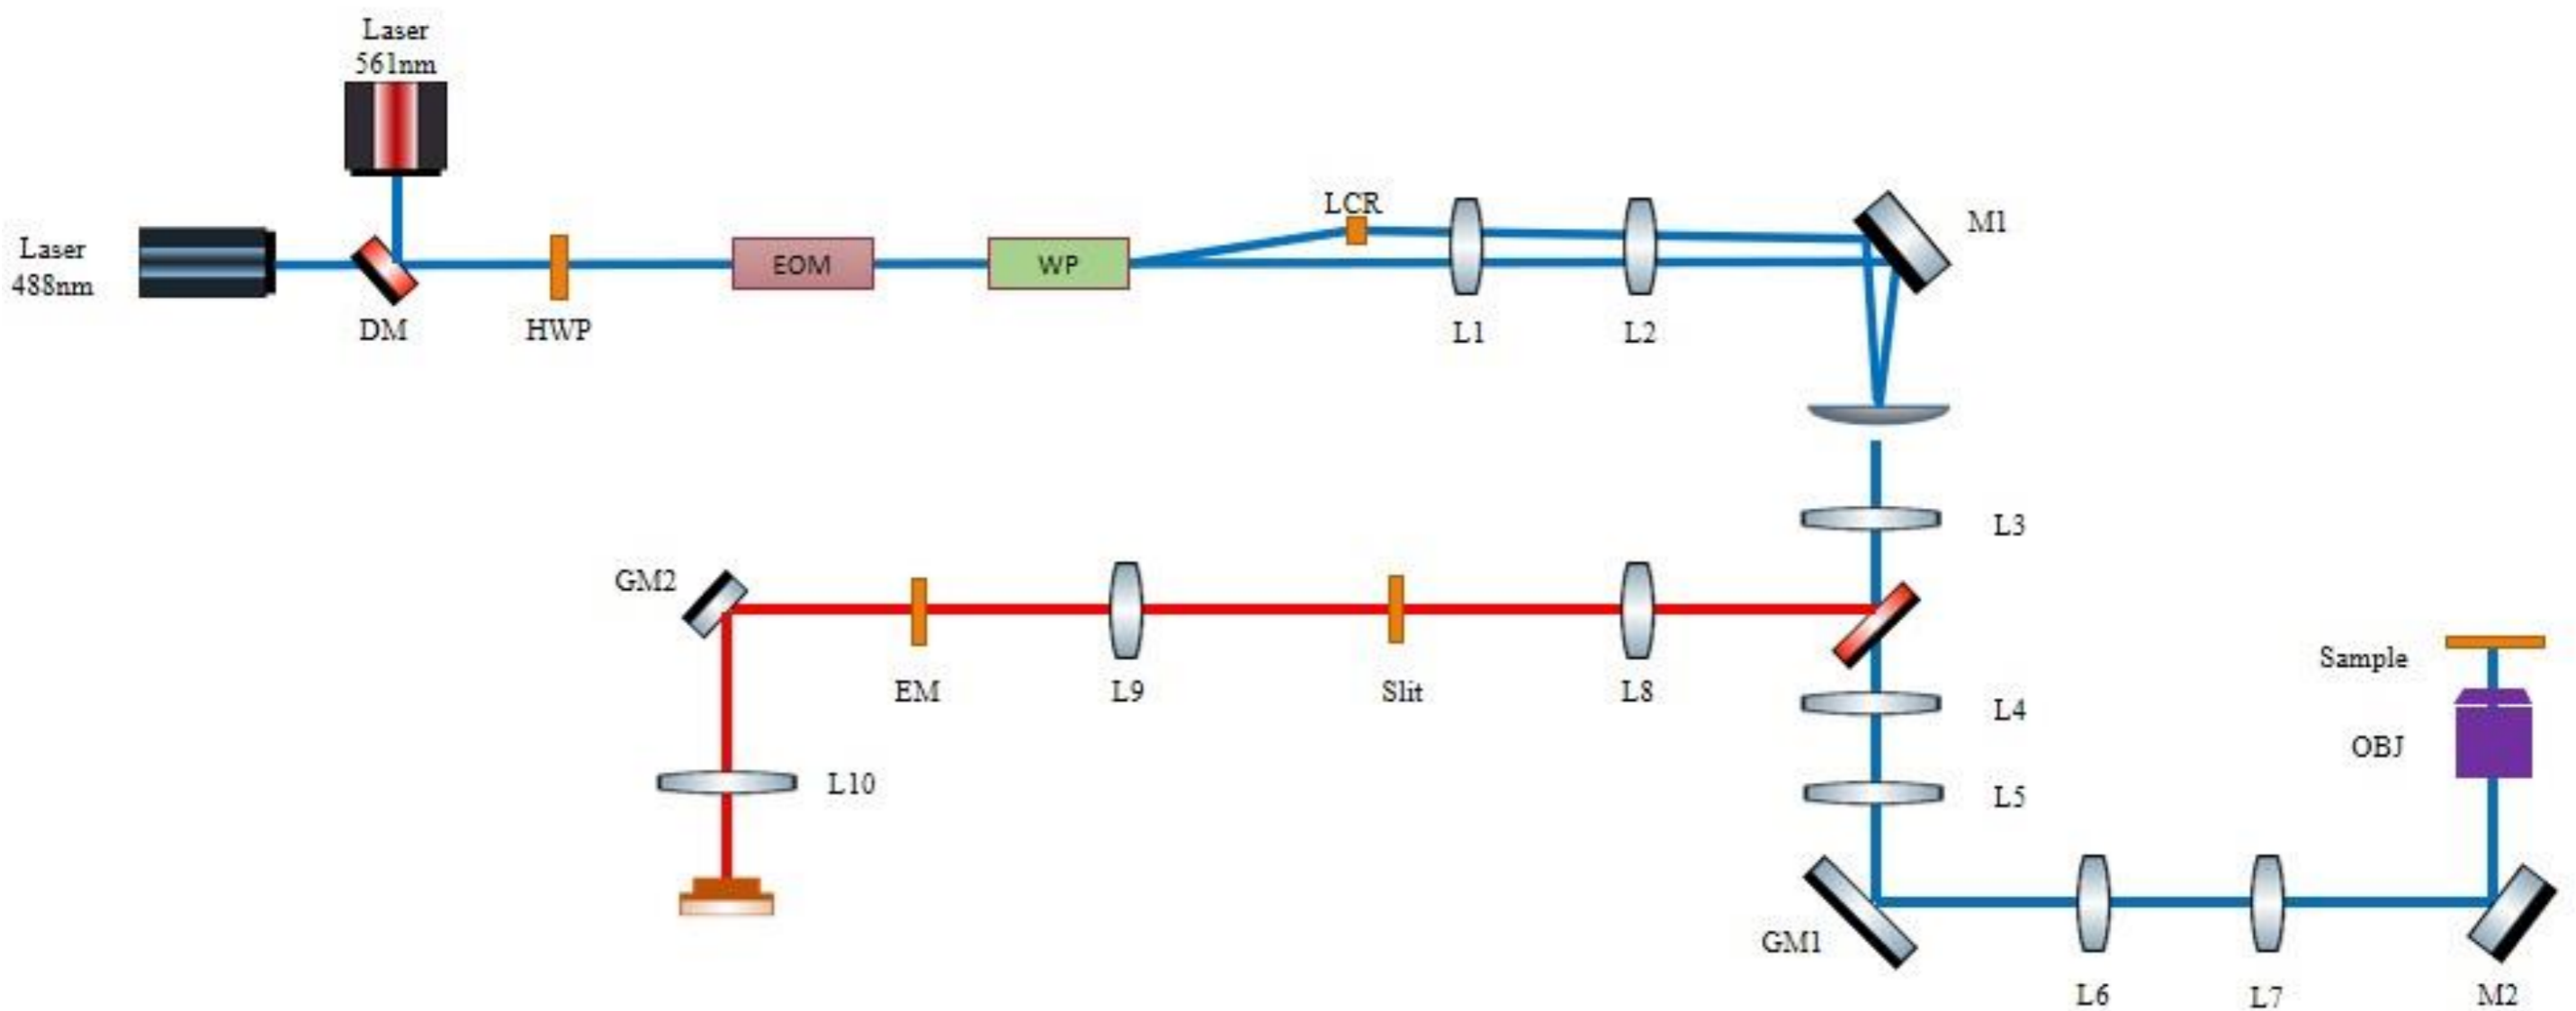 Laser
561nm
Laser
488nm
DM
HWP
EOM
WP
LCR
L1
L2
M1
L3
GM2
EM
L9
Slit
L8
L4
Sample
OBJ
L10
L5
GM1
L6
L7
M2